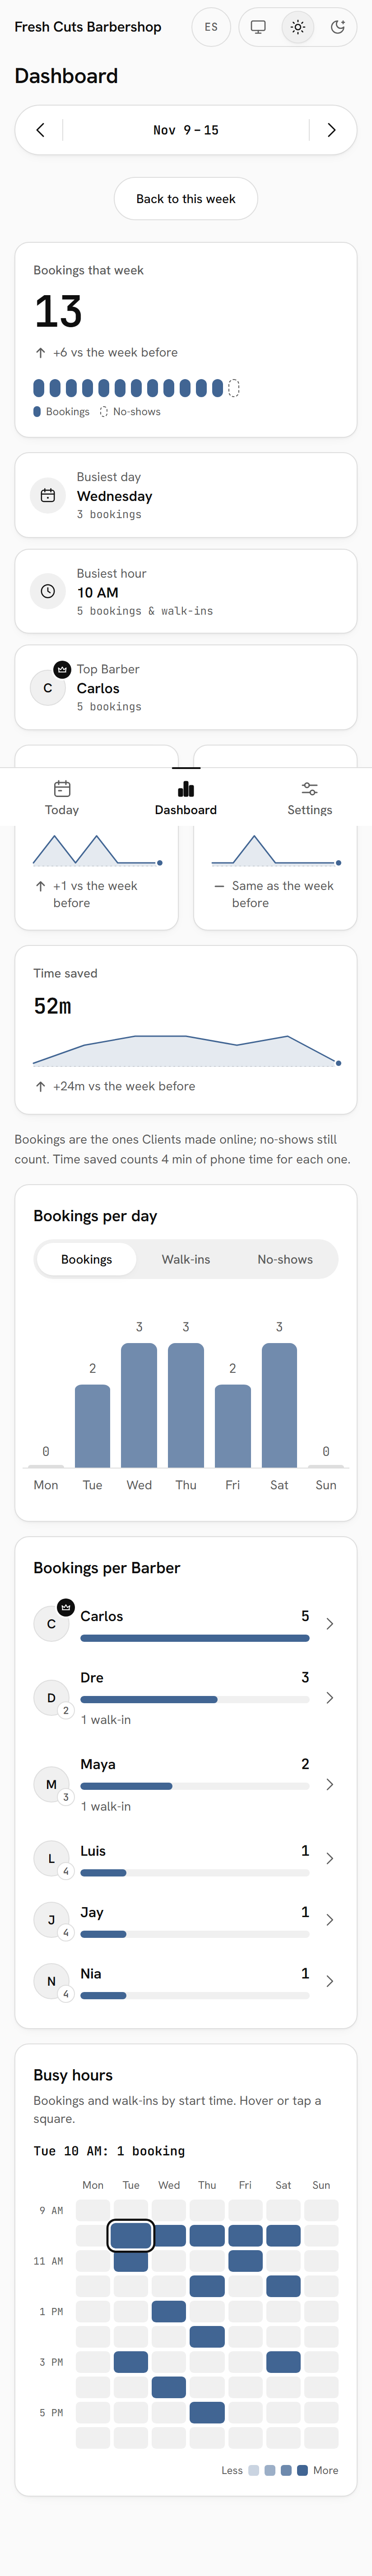 Fresh Cuts Barbershop
ES
Dashboard
Nov 9–15
Back to this week
Bookings that week
13
+6 vs the week before
Bookings
No-shows
Busiest day
Wednesday
3 bookings
Busiest hour
10 AM
5 bookings & walk-ins
C
Top Barber
Carlos
5 bookings
Today
Dashboard
Settings
+1 vs the week
before
Same as the week
before
Time saved
52m
+24m vs the week before
Bookings are the ones Clients made online; no-shows still
count. Time saved counts 4 min of phone time for each one.
Bookings per day
Bookings
Walk-ins
No-shows
0 2 3 3 2 3 0
Mon Tue Wed Thu Fri Sat Sun
Bookings per Barber
C Carlos 5
D 2 Dre 3
1 walk-in
M 3 Maya 2
1 walk-in
L 4 Luis 1
J 4 Jay 1
N 4 Nia 1
Busy hours
Bookings and walk-ins by start time. Hover or tap a
square.
Tue 10 AM: 1 booking
Mon Tue Wed Thu Fri Sat Sun
9 AM
11 AM
1 PM
3 PM
5 PM
Less More